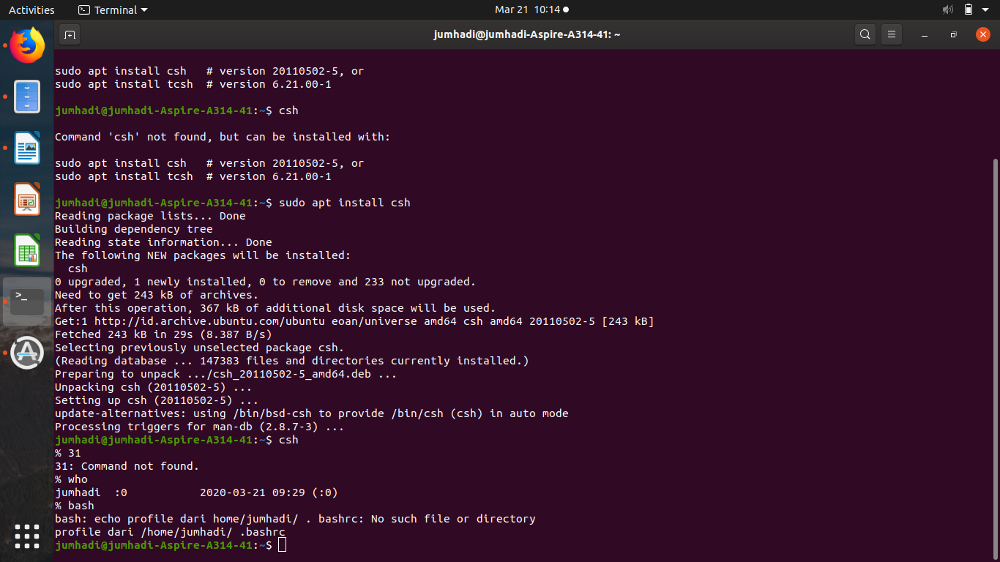 Activities Terminal Mar 21 10:14
jumhadi@jumhadi-Aspire-A314-41: ~
sudo apt install csh   # version 20110502-5, or
sudo apt install tcsh  # version 6.21.00-1
jumhadi@jumhadi-Aspire-A314-41:~$ csh
Command 'csh' not found, but can be installed with:
sudo apt install csh   # version 20110502-5, or
sudo apt install tcsh  # version 6.21.00-1
jumhadi@jumhadi-Aspire-A314-41:~$ sudo apt install csh
Reading package lists... Done
Building dependency tree
Reading state information... Done
The following NEW packages will be installed:
  csh
0 upgraded, 1 newly installed, 0 to remove and 233 not upgraded.
Need to get 243 kB of archives.
After this operation, 367 kB of additional disk space will be used.
Get:1 http://id.archive.ubuntu.com/ubuntu eoan/universe amd64 csh amd64 20110502-5 [243 kB]
Fetched 243 kB in 29s (8.387 B/s)
Selecting previously unselected package csh.
(Reading database ... 147383 files and directories currently installed.)
Preparing to unpack .../csh_20110502-5_amd64.deb ...
Unpacking csh (20110502-5) ...
Setting up csh (20110502-5) ...
update-alternatives: using /bin/bsd-csh to provide /bin/csh (csh) in auto mode
Processing triggers for man-db (2.8.7-3) ...
jumhadi@jumhadi-Aspire-A314-41:~$ csh
% 31
31: Command not found.
% who
jumhadi  :0           2020-03-21 09:29 (:0)
% bash
bash: echo profile dari home/jumhadi/ . bashrc: No such file or directory
profile dari /home/jumhadi/ .bashrc
jumhadi@jumhadi-Aspire-A314-41:~$